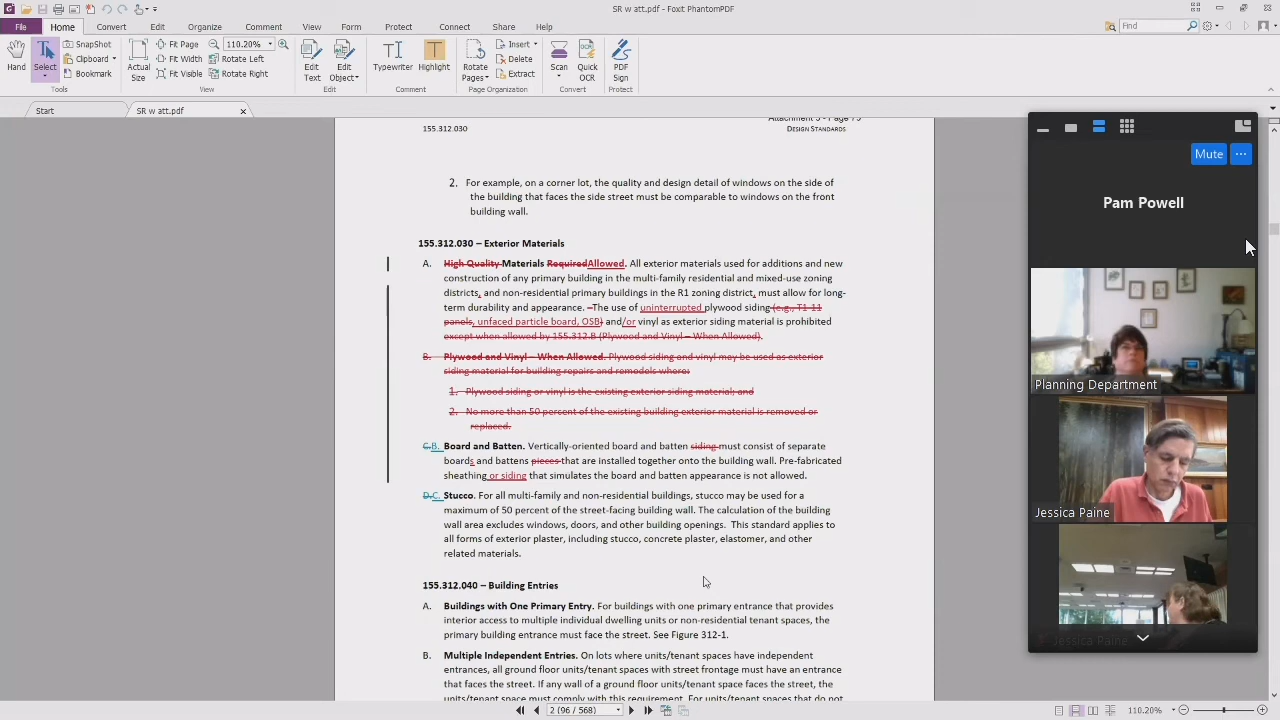 SR w att.pdf - Foxit PhantomPDF
File
Home
Convert
Edit
Organize
Comment
View
Form
Protect
Connect
Share
Help
Find
Hand
Select
SnapShot
Clipboard
Bookmark
Tools
Actual
Size
Fit Page
Fit Width
Fit Visible
110.20%
Rotate Left
Rotate Right
View
Edit
Text
Edit
Object
Edit
Typewriter
Highlight
Comment
Rotate
Pages
Insert
Delete
Extract
Page Organization
Scan
Quick
OCR
Convert
PDF
Sign
Protect
Start
SR w att.pdf
155.312.030
DESIGN STANDARDS
2. For example, on a corner lot, the quality and design detail of windows on the side of
the building that faces the side street must be comparable to windows on the front
building wall.
155.312.030 – Exterior Materials
A. High Quality Materials RequiredAllowed. All exterior materials used for additions and new
construction of any primary building in the multi-family residential and mixed-use zoning
districts, and non-residential primary buildings in the R1 zoning district, must allow for long-
term durability and appearance. The use of uninterrupted plywood siding (e.g., T1-11
panels, unfaced particle board, OSB) and/or vinyl as exterior siding material is prohibited
except when allowed by 155.312.B (Plywood and Vinyl – When Allowed).
B. Plywood and Vinyl – When Allowed. Plywood siding and vinyl may be used as exterior
siding material for building repairs and remodels where:
1. Plywood siding or vinyl is the existing exterior siding material; and
2. No more than 50 percent of the existing building exterior material is removed or
replaced.
C.B. Board and Batten. Vertically-oriented board and batten siding must consist of separate
boards and battens pieces that are installed together onto the building wall. Pre-fabricated
sheathing or siding that simulates the board and batten appearance is not allowed.
D.C. Stucco. For all multi-family and non-residential buildings, stucco may be used for a
maximum of 50 percent of the street-facing building wall. The calculation of the building
wall area excludes windows, doors, and other building openings. This standard applies to
all forms of exterior plaster, including stucco, concrete plaster, elastomer, and other
related materials.
155.312.040 – Building Entries
A. Buildings with One Primary Entry. For buildings with one primary entrance that provides
interior access to multiple individual dwelling units or non-residential tenant spaces, the
primary building entrance must face the street. See Figure 312-1.
B. Multiple Independent Entries. On lots where units/tenant spaces have independent
entrances, all ground floor units/tenant spaces with street frontage must have an entrance
that faces the street. If any wall of a ground floor units/tenant space faces the street, the
units/tenant space must comply with this requirement. For units/tenant spaces that do not
Mute
Pam Powell
Planning Department
Jessica Paine
Jessica Paine
2 (96 / 568)
110.20%